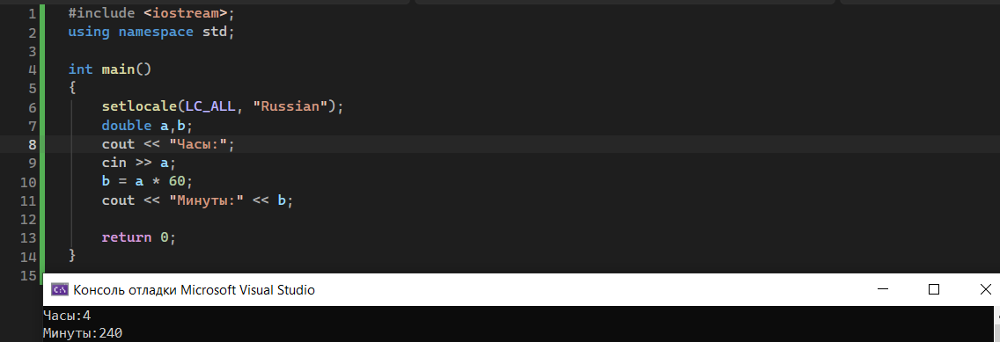 1 #include <iostream>;
2 using namespace std;
3
4 int main()
5 {
6 setlocale(LC_ALL, "Russian");
7 double a,b;
8 cout << "Часы:";
9 cin >> a;
10 b = a * 60;
11 cout << "Минуты:" << b;
12
13 return 0;
14 }
15
C:\ Консоль отладки Microsoft Visual Studio
Часы:4
Минуты:240